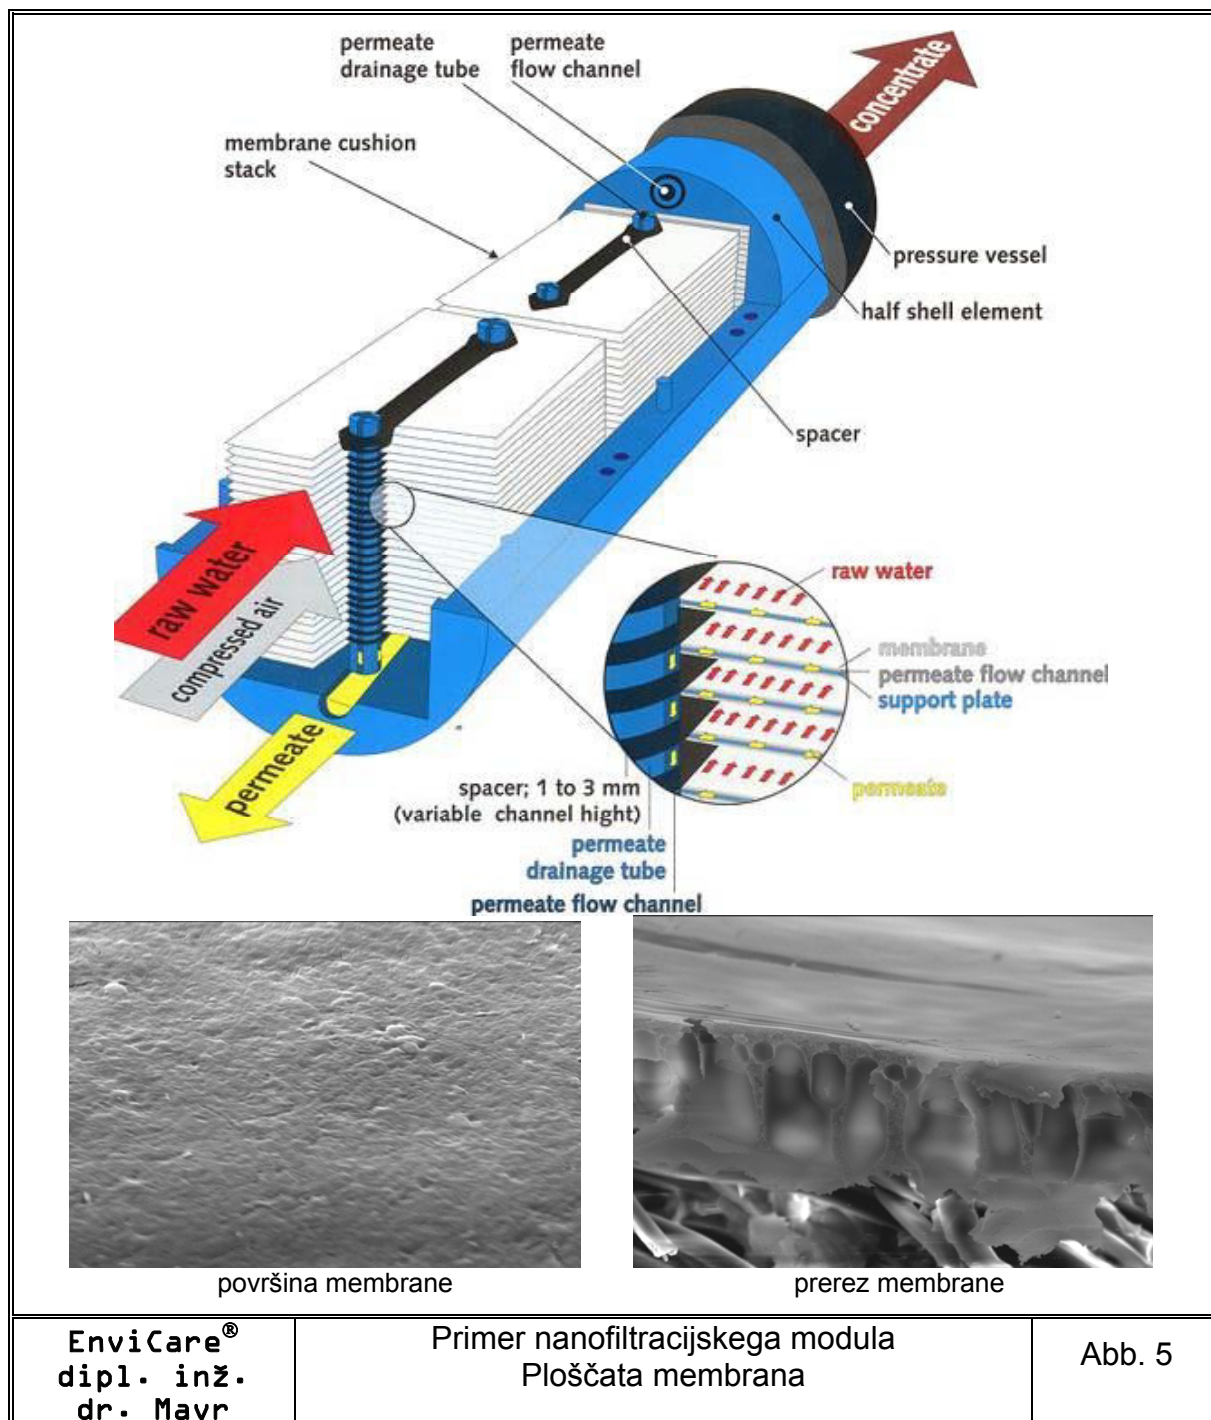 permeate
drainage tube
permeate
flow channel
concentrate
membrane cushion
stack
pressure vessel
half shell element
spacer
raw water
compressed air
permeate
raw water
membrane
permeate flow channel
support plate
permeate
spacer; 1 to 3 mm
(variable channel hight)
permeate
drainage tube
permeate flow channel
površina membrane
prerez membrane
EnviCare®
dipl. inž.
dr. Mayr
Primer nanofiltracijskega modula
Ploščata membrana
Abb. 5